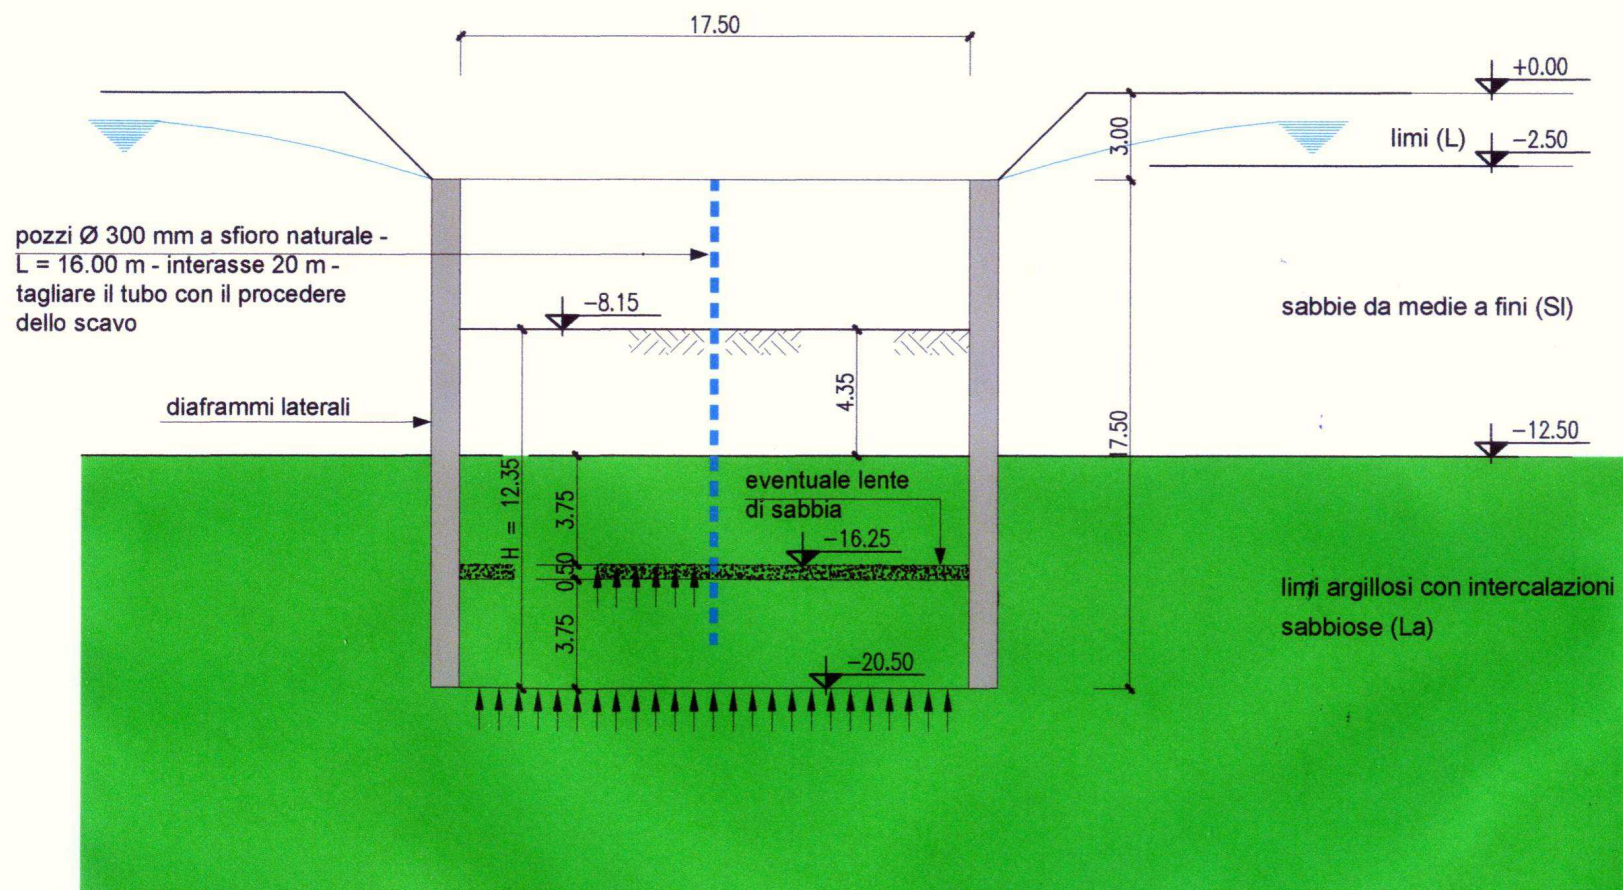 17.50
+0.00
limi (L)
-2.50
3.00
pozzi Ø 300 mm a sfioro naturale -
L = 16.00 m - interasse 20 m -
tagliare il tubo con il procedere
dello scavo
-8.15
sabbie da medie a fini (Sl)
4.35
diaframmi laterali
17.50
-12.50
H = 12.35
3.75
eventuale lente
di sabbia
-16.25
0.50
limi argillosi con intercalazioni
sabbiose (La)
3.75
-20.50